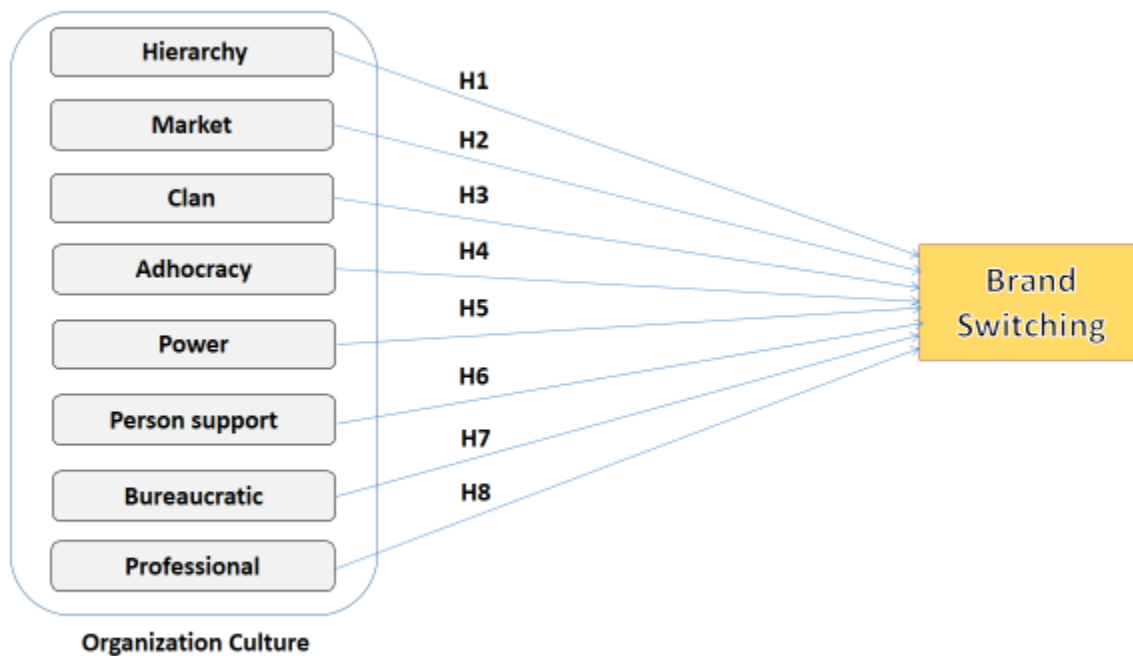 Hierarchy
H1
Market
H2
Clan
H3
Adhocracy
H4
Power
H5
Person support
H6
Bureaucratic
H7
Professional
H8
Brand
Switching
Organization Culture